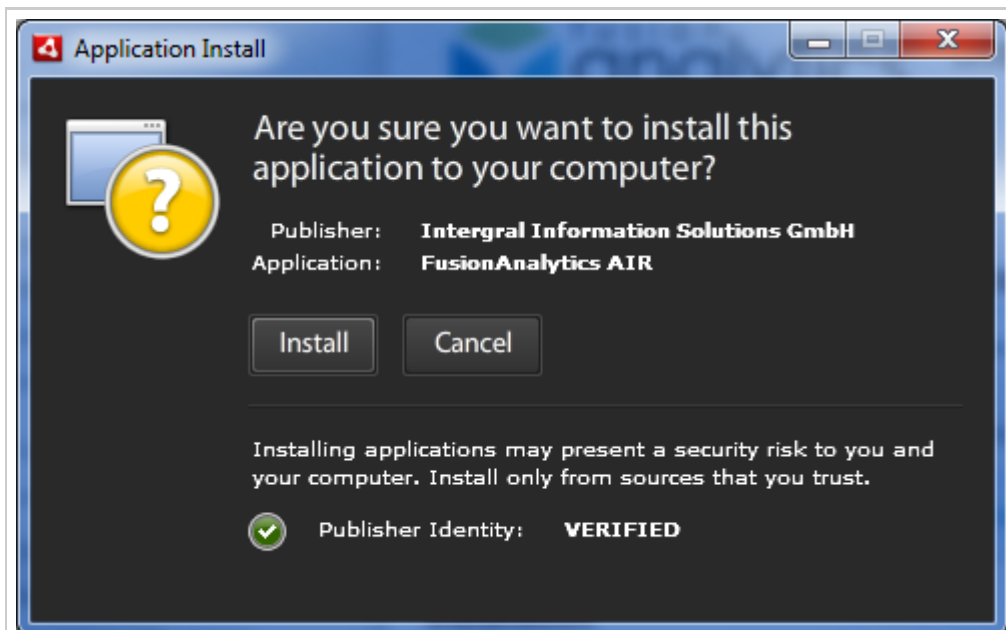 Application Install
Are you sure you want to install this
application to your computer?
Publisher: Intergral Information Solutions GmbH
Application: FusionAnalytics AIR
Install Cancel
Installing applications may present a security risk to you and
your computer. Install only from sources that you trust.
Publisher Identity: VERIFIED